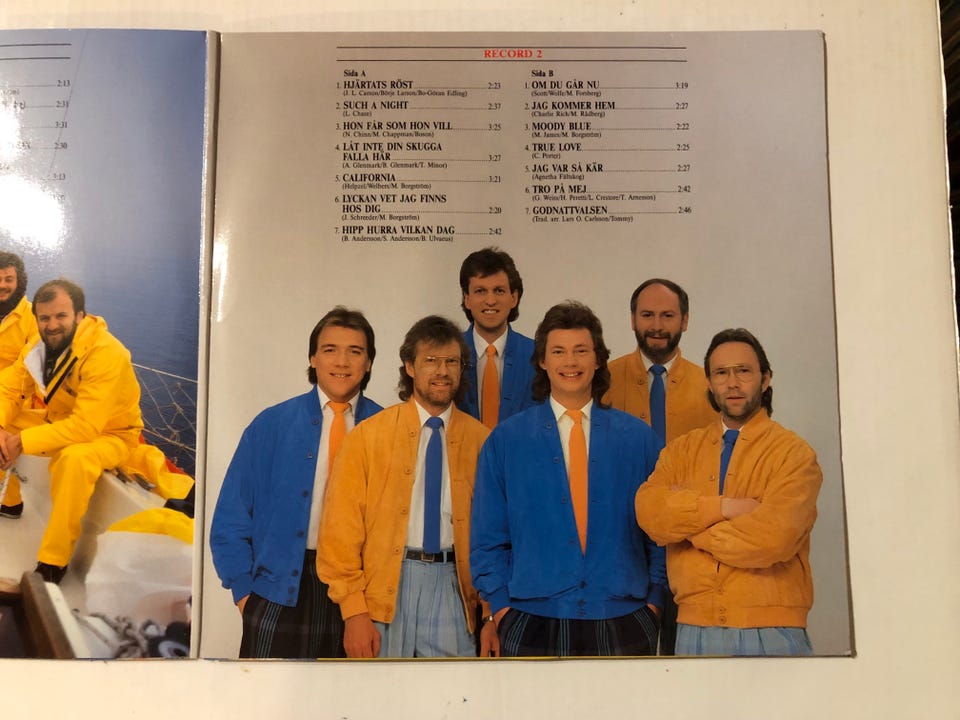 2:13
2:31
3:31
2:30
3:13
RECORD 2
Sida A
1. HJÄRTATS RÖST 2:23
(J. L. Carson/Börje Larson/Bo-Göran Edling)
2. SUCH A NIGHT 2:37
(L. Chase)
3. HON FÅR SOM HON VILL 3:25
(N. Chinn/M. Chappman/Boson)
4. LÅT INTE DIN SKUGGA
FALLA HÄR 3:27
(A. Glenmark/B. Glenmark/T. Minor)
5. CALIFORNIA 3:21
(Helpzel/Welbers/M. Borgström)
6. LYCKAN VET JAG FINNS
HOS DIG 2:20
(J. Schreeder/M. Borgström)
7. HIPP HURRA VILKAN DAG 2:42
(B. Andersson/S. Andersson/B. Ulvaeus)
Sida B
1. OM DU GÅR NU 3:19
(Scott/Wolfe/M. Forsberg)
2. JAG KOMMER HEM 2:27
(Charlie Rich/M. Rådberg)
3. MOODY BLUE 2:22
(M. James/M. Borgström)
4. TRUE LOVE 2:25
(C. Porter)
5. JAG VAR SÅ KÄR 2:27
(Agnetha Fältskog)
6. TRO PÅ MEJ 2:42
(G. Weiss/H. Peretti/L. Crestore/T. Arnesson)
7. GODNATTVALSEN 2:46
(Trad. arr. Lars O. Carlsson/Tommy)